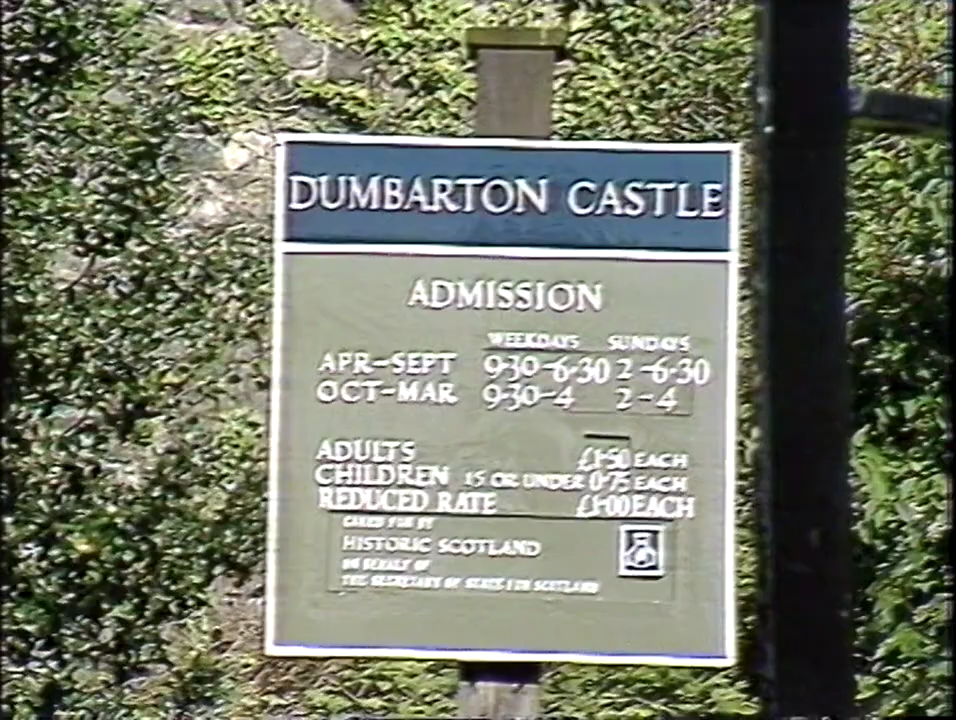 DUMBARTON CASTLE
ADMISSION
WEEKDAYS SUNDAYS
APR-SEPT 9·30-6·30 2-6·30
OCT-MAR 9·30-4 2-4
ADULTS £1·50 EACH
CHILDREN 15 OR UNDER 0·75 EACH
REDUCED RATE £1·00 EACH
CARED FOR BY
HISTORIC SCOTLAND
ON BEHALF OF
THE SECRETARY OF STATE FOR SCOTLAND